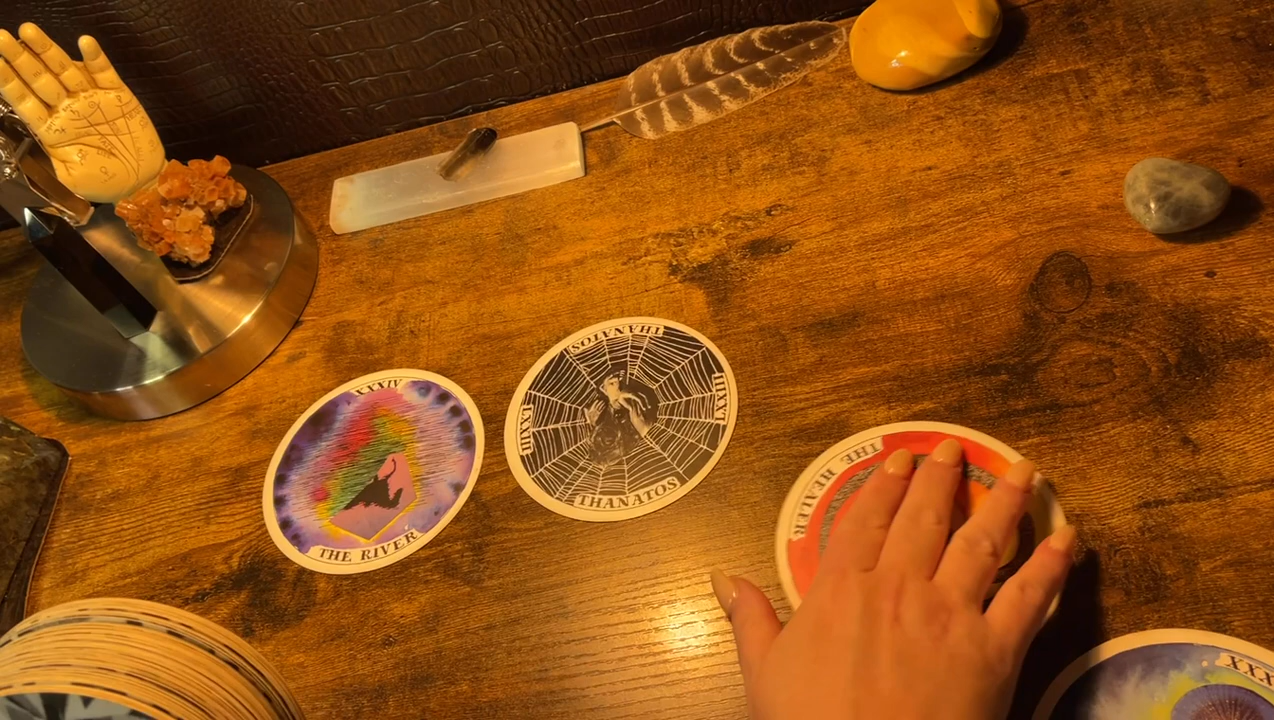 XXXIV
THE RIVER
THANATOS
LXXIII
LXXIII
THANATOS
THE HEALER
XXX